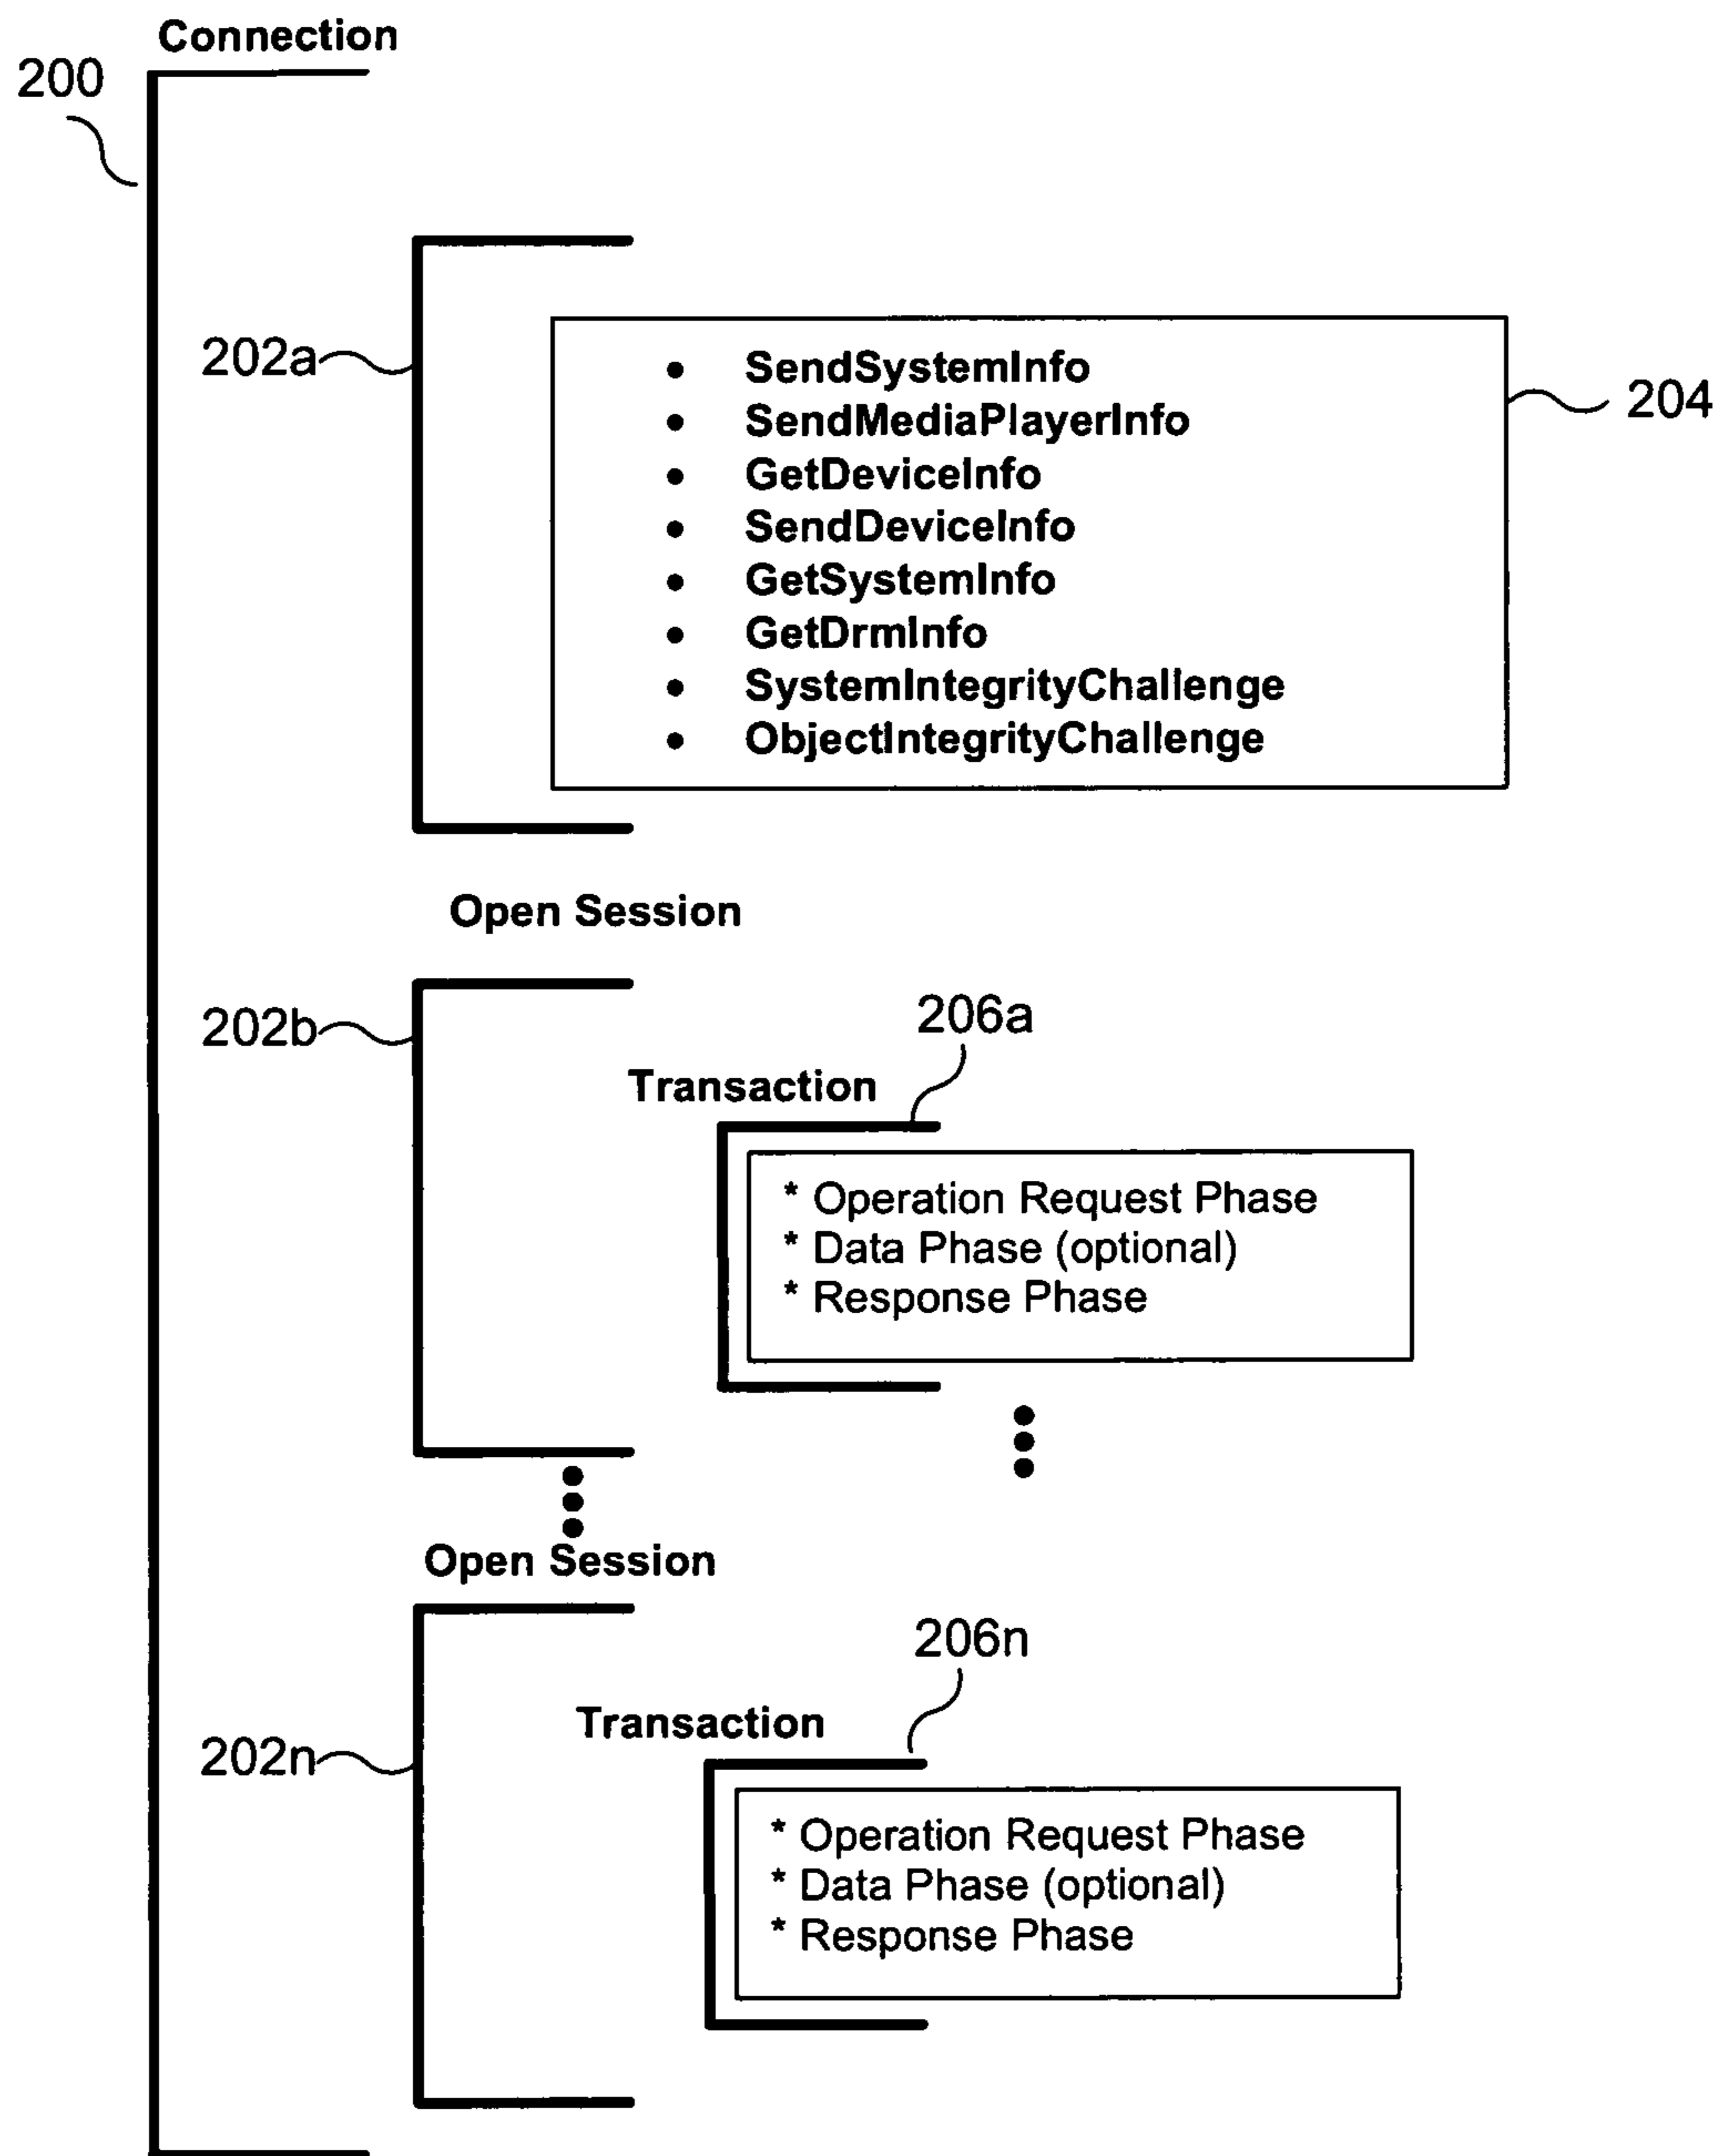 Connection
200
202a
• SendSystemInfo
• SendMediaPlayerInfo
• GetDeviceInfo
• SendDeviceInfo
• GetSystemInfo
• GetDrmInfo
• SystemIntegrityChallenge
• ObjectIntegrityChallenge
204
Open Session
202b
206a
Transaction
* Operation Request Phase
* Data Phase (optional)
* Response Phase
Open Session
206n
Transaction
202n
* Operation Request Phase
* Data Phase (optional)
* Response Phase